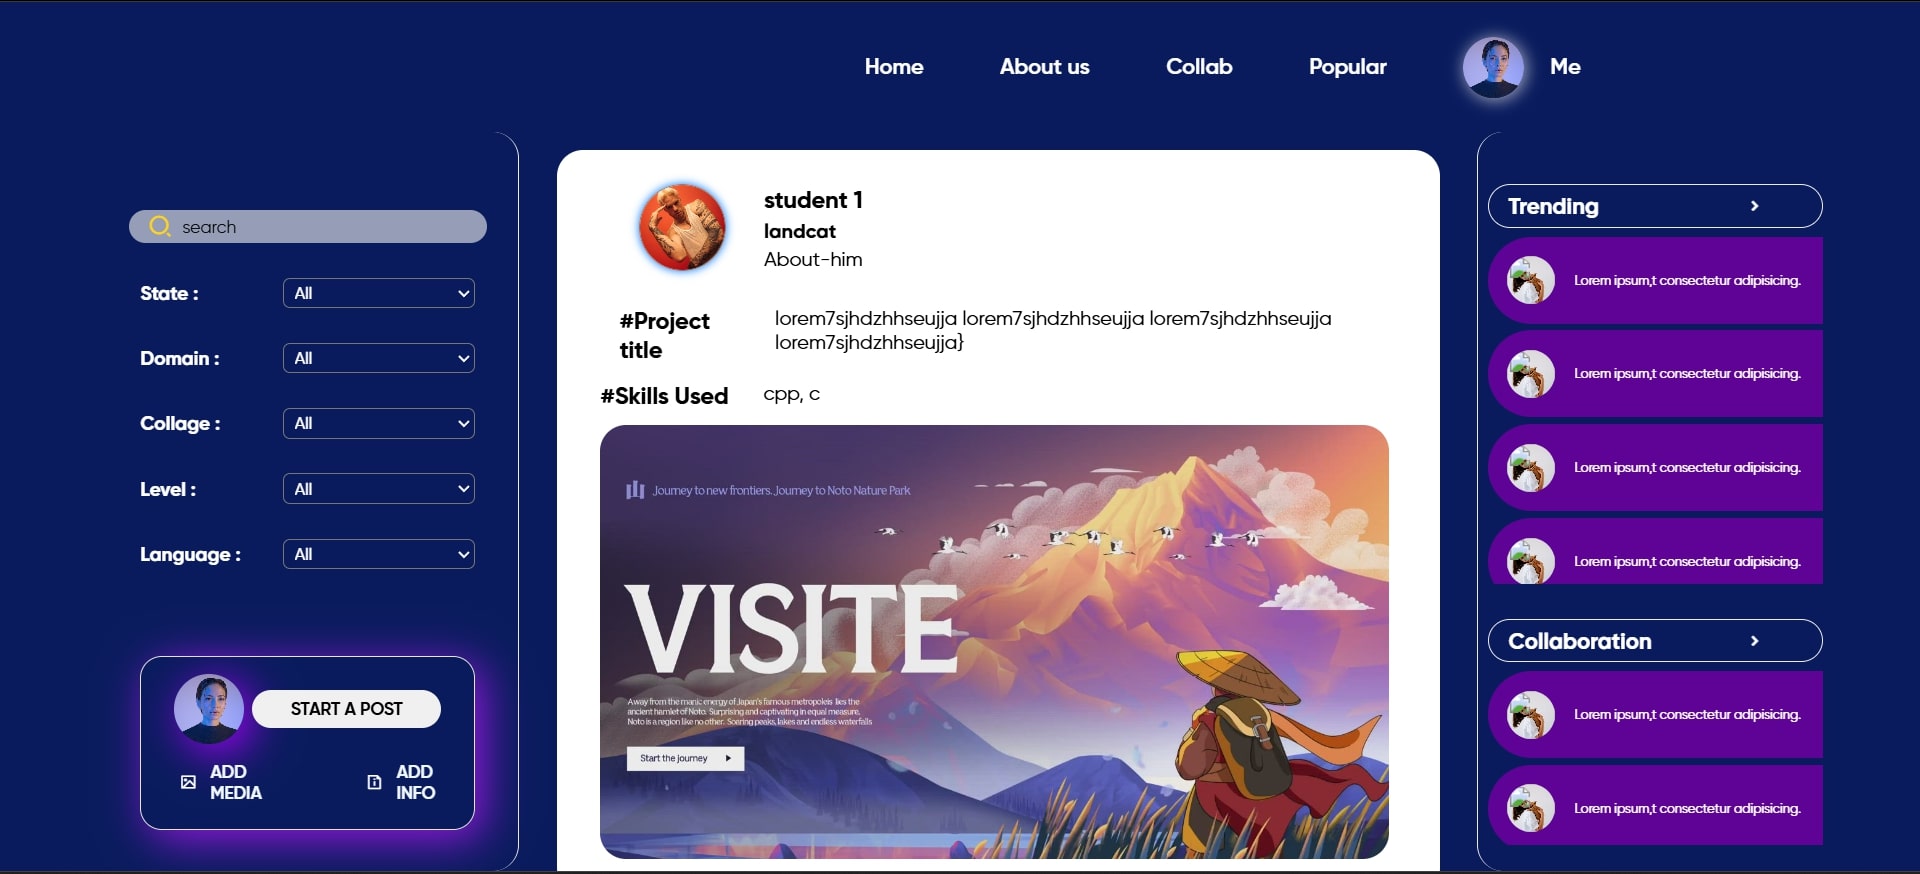 Home
About us
Collab
Popular
Me
search
State :
All
Domain :
All
Collage :
All
Level :
All
Language :
All
START A POST
ADD
MEDIA
ADD
INFO
student 1
landcat
About-him
#Project
title
lorem7sjhdzhhseujja lorem7sjhdzhhseujja lorem7sjhdzhhseujja
lorem7sjhdzhhseujja}
#Skills Used
cpp, c
Journey to new frontiers. Journey to Noto Nature Park
VISITE
Away from the manic energy of Japan's famous metropoleis lies the
ancient hamlet of Noto. Surprising and captivating in equal measure,
Noto is a region like no other. Soaring peaks, lakes and endless waterfalls
Start the journey
Trending
Lorem ipsum,t consectetur adipisicing.
Lorem ipsum,t consectetur adipisicing.
Lorem ipsum,t consectetur adipisicing.
Lorem ipsum,t consectetur adipisicing.
Collaboration
Lorem ipsum,t consectetur adipisicing.
Lorem ipsum,t consectetur adipisicing.